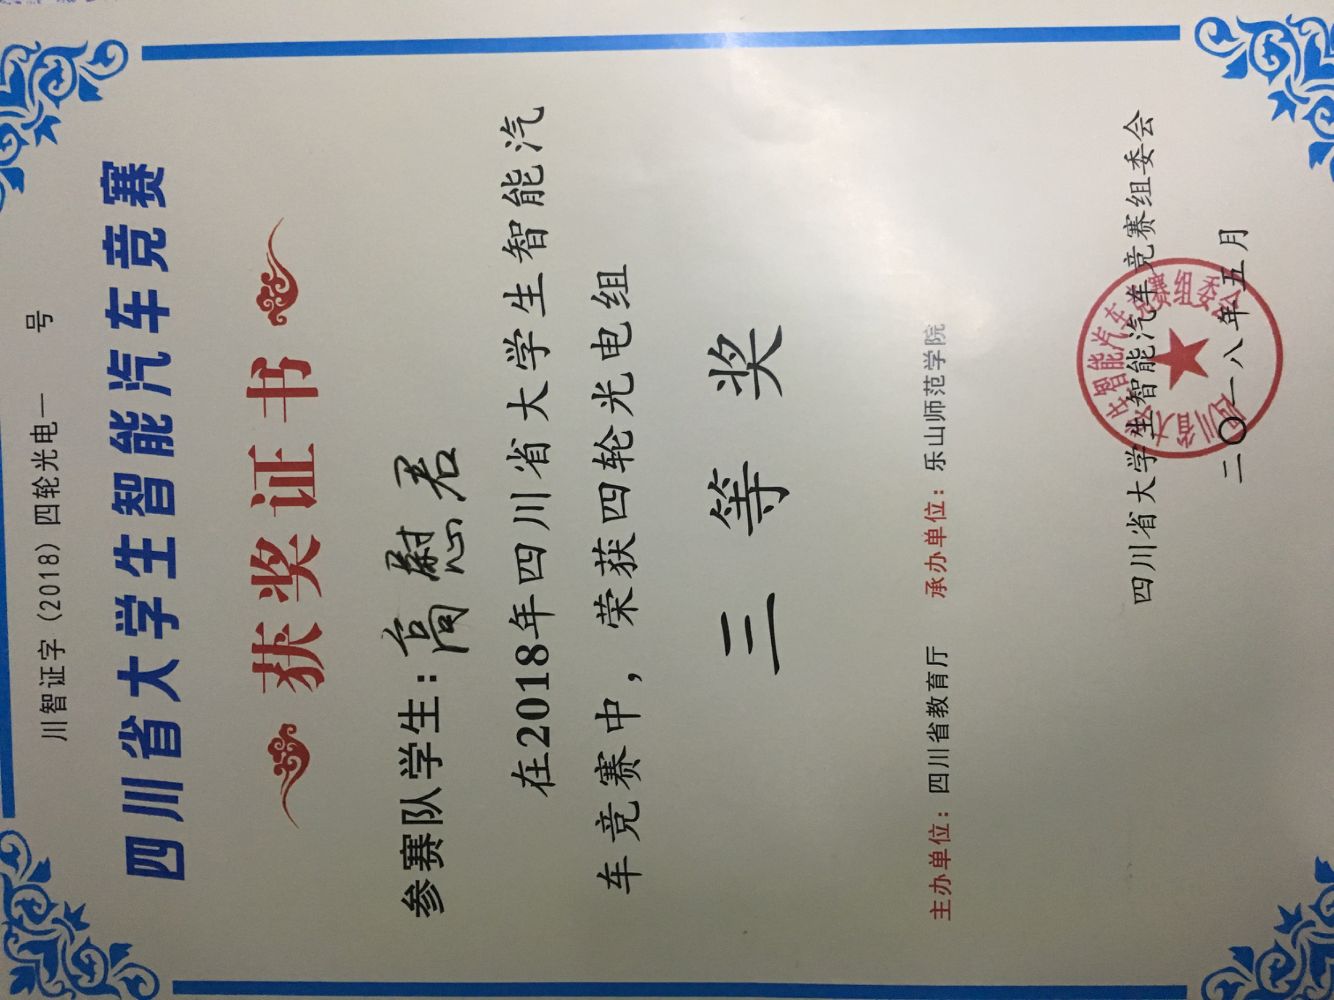 川智证字（2018）四轮光电一 号
四川省大学生智能汽车竞赛
获奖证书
参赛队学生：高慰君
在2018年四川省大学生智能汽
车竞赛中，荣获四轮光电组
三等奖
主办单位：四川省教育厅 承办单位：乐山师范学院
四川省大学生智能汽车竞赛组委会
二〇一八年五月
四川省大学生智能汽车竞赛组委会